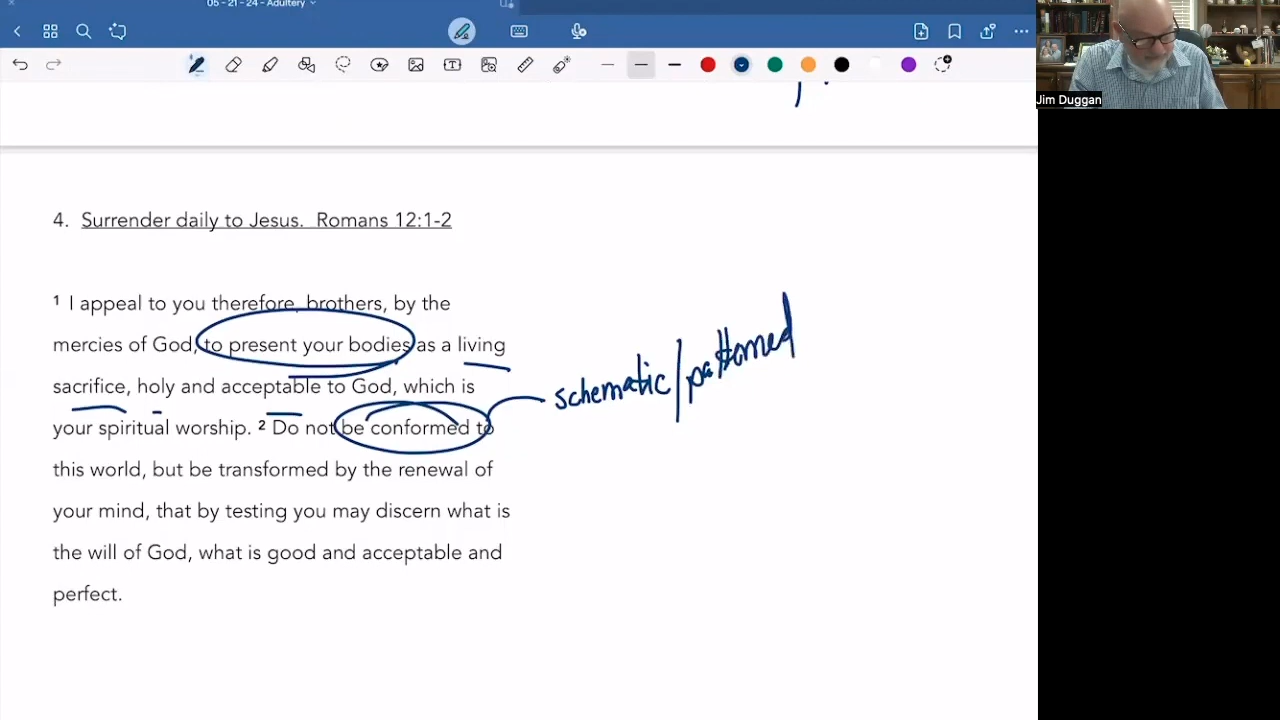 05 - 21 - 24 - Adultery
Jim Duggan
4. Surrender daily to Jesus. Romans 12:1-2
¹ I appeal to you therefore, brothers, by the
mercies of God, to present your bodies as a living
sacrifice, holy and acceptable to God, which is
your spiritual worship. ² Do not be conformed to
this world, but be transformed by the renewal of
your mind, that by testing you may discern what is
the will of God, what is good and acceptable and
perfect.
schematic/patterned